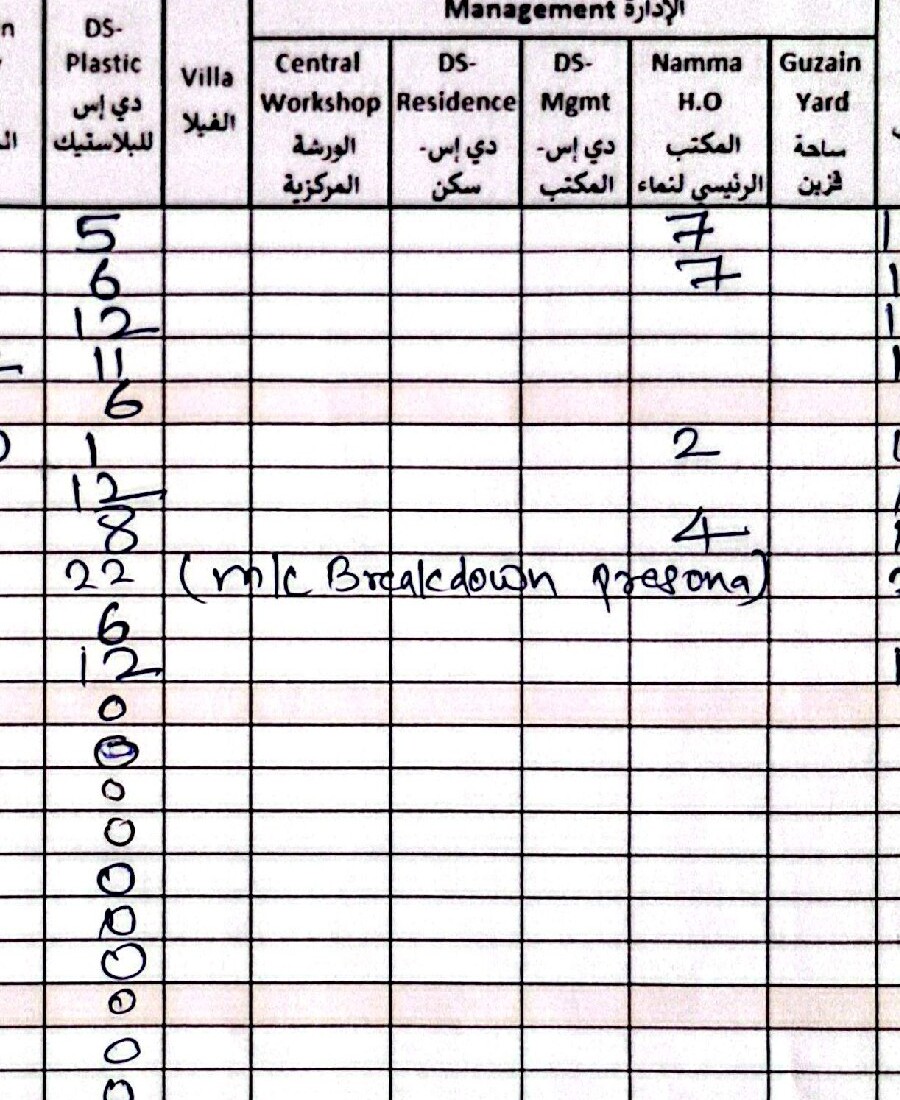 Management الإدارة
DS-
Plastic
دي إس
للبلاستيك
Villa
الفيلا
Central
Workshop
الورشة
المركزية
DS-
Residence
دي إس-
سكن
DS-
Mgmt
دي إس-
المكتب
Namma
H.O
المكتب
الرئيسي لنماء
Guzain
Yard
ساحة
قزين
5 7
6 7
12
11
6
1 2
12
8 4
22 (m/c Breakdown presona)
6
12
0
0
0
0
0
0
0
0
0
0